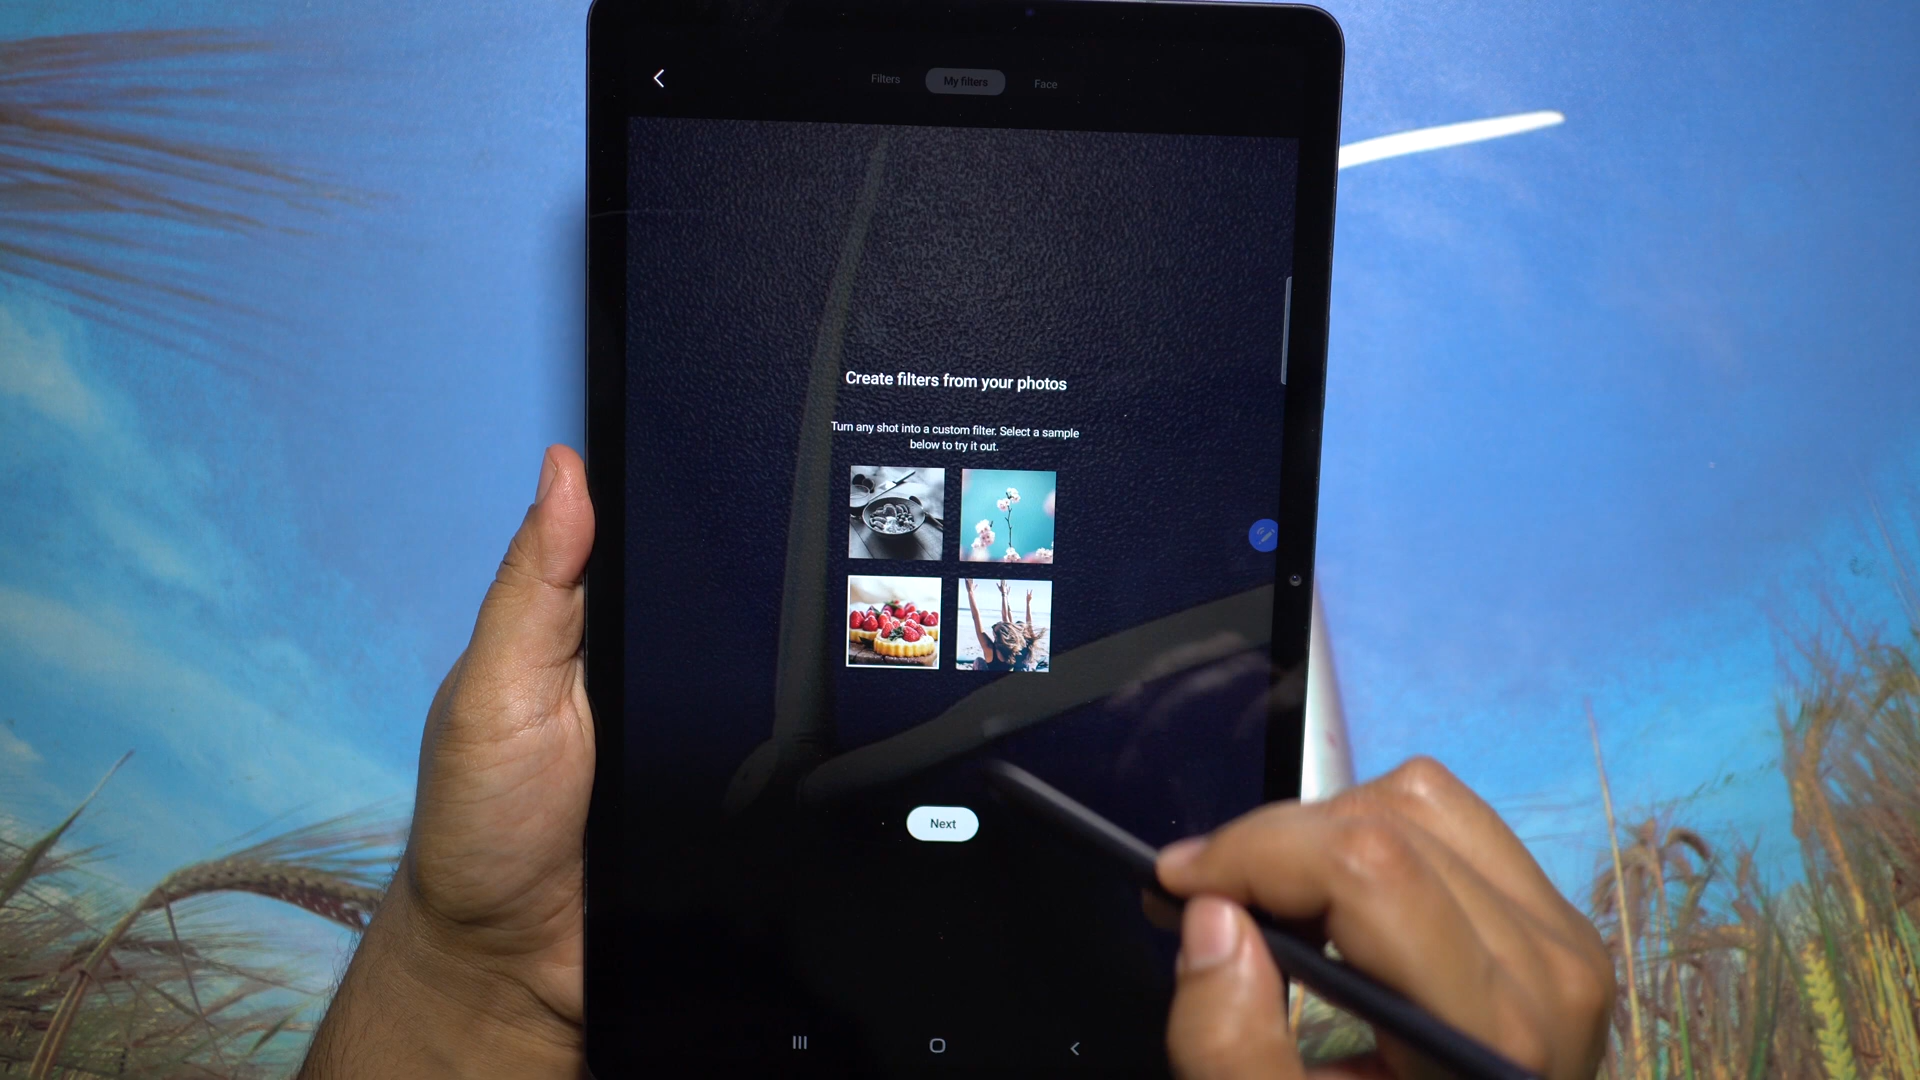 Filters
My filters
Face
Create filters from your photos
Turn any shot into a custom filter. Select a sample
below to try it out.
Next